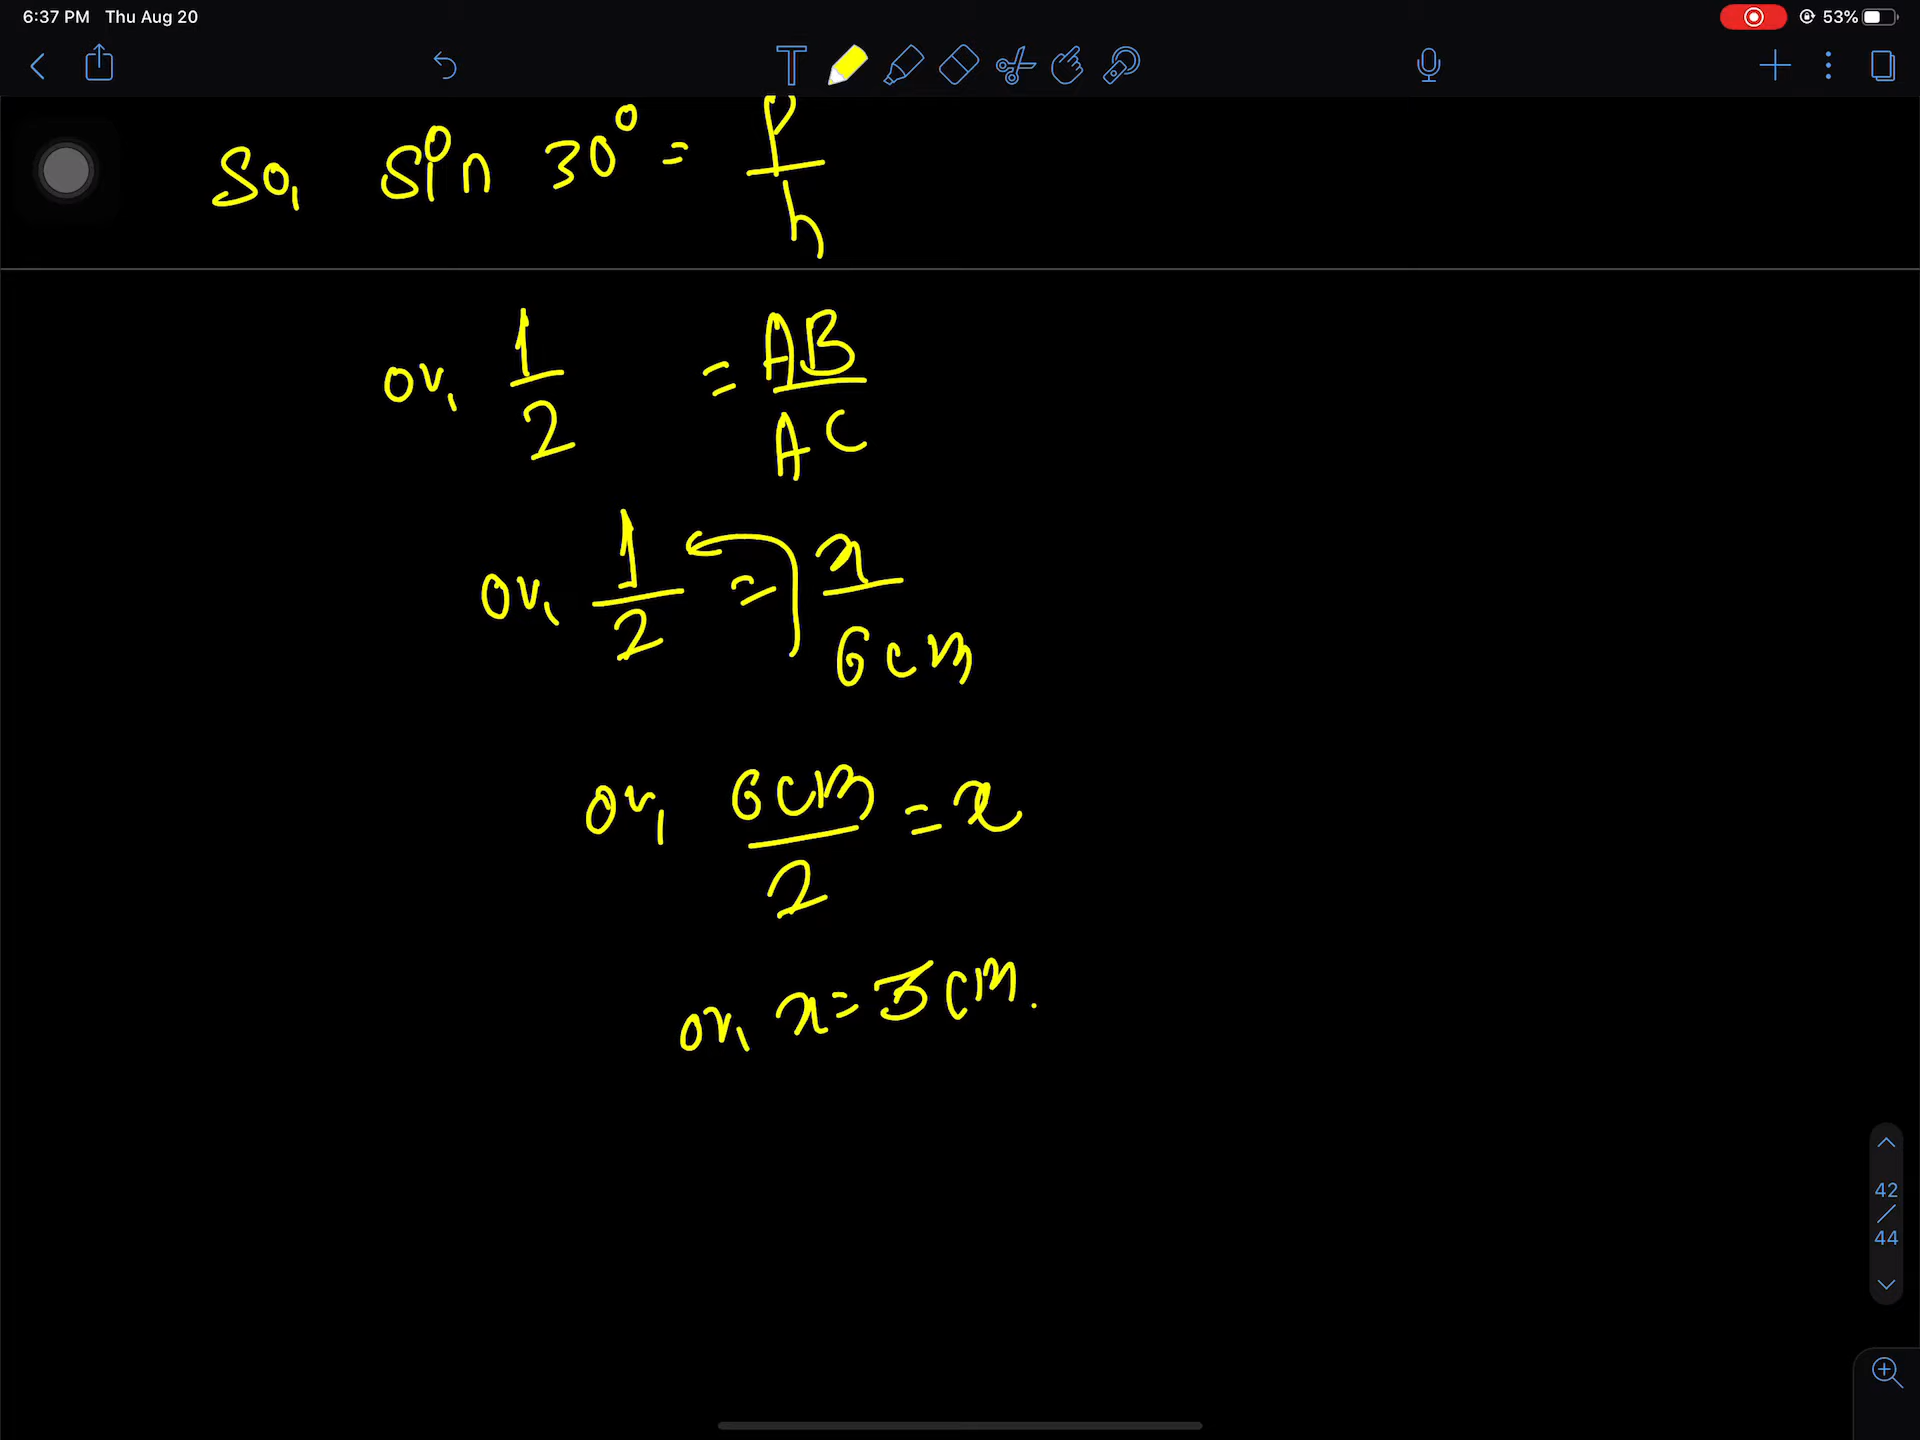 6:37 PM Thu Aug 20
53%
So, Sin 30° = p/h
or, 1/2 = AB/AC
or, 1/2 = x/6cm
or, 6cm/2 = x
or, x = 3cm.
42
/
44